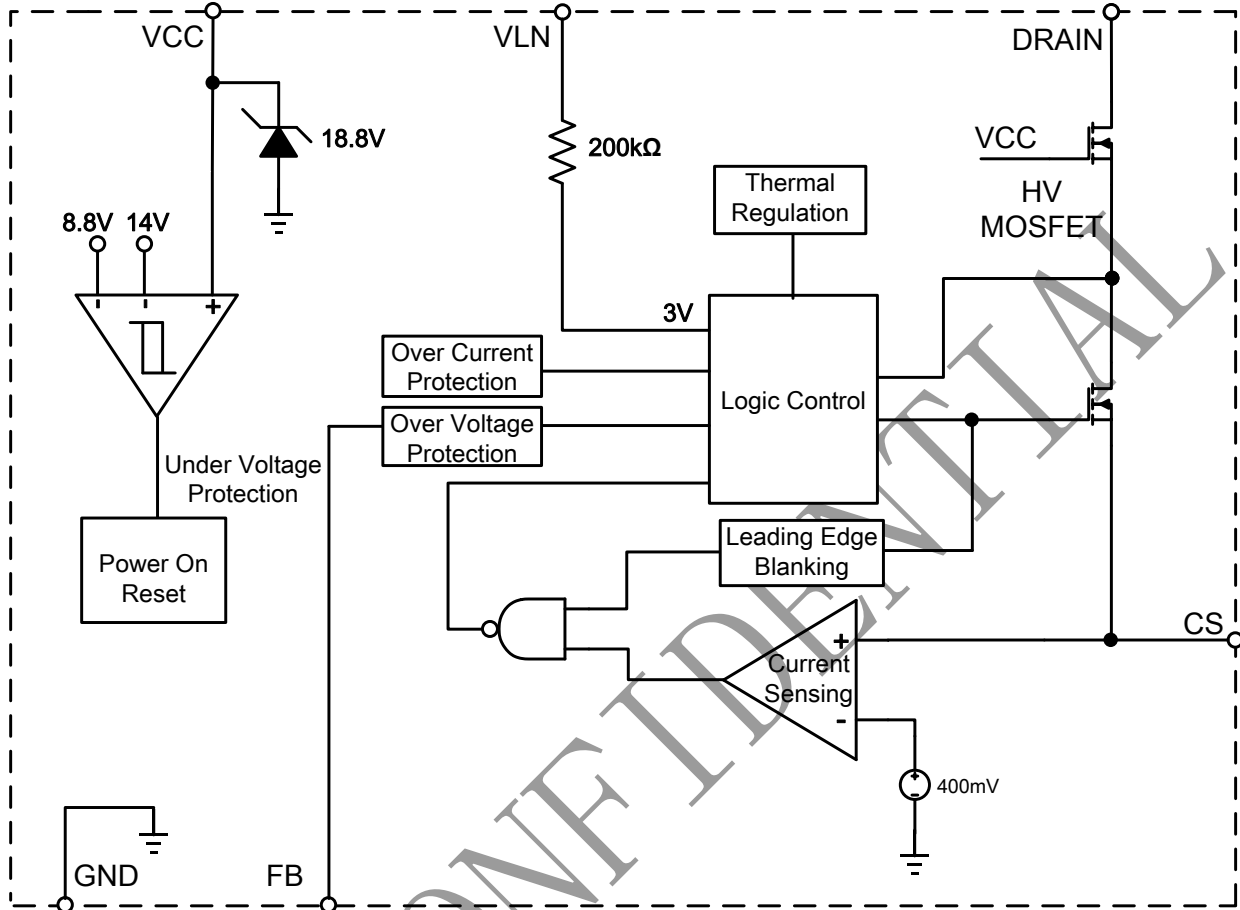 VCC
VLN
DRAIN
18.8V
200kΩ
VCC
HV
MOSFET
Thermal
Regulation
8.8V 14V
- - +
3V
Over Current
Protection
Logic Control
Over Voltage
Protection
Under Voltage
Protection
Power On
Reset
Leading Edge
Blanking
+
Current
Sensing
-
CS
+
-
400mV
GND
FB
ONFIDENTIAL